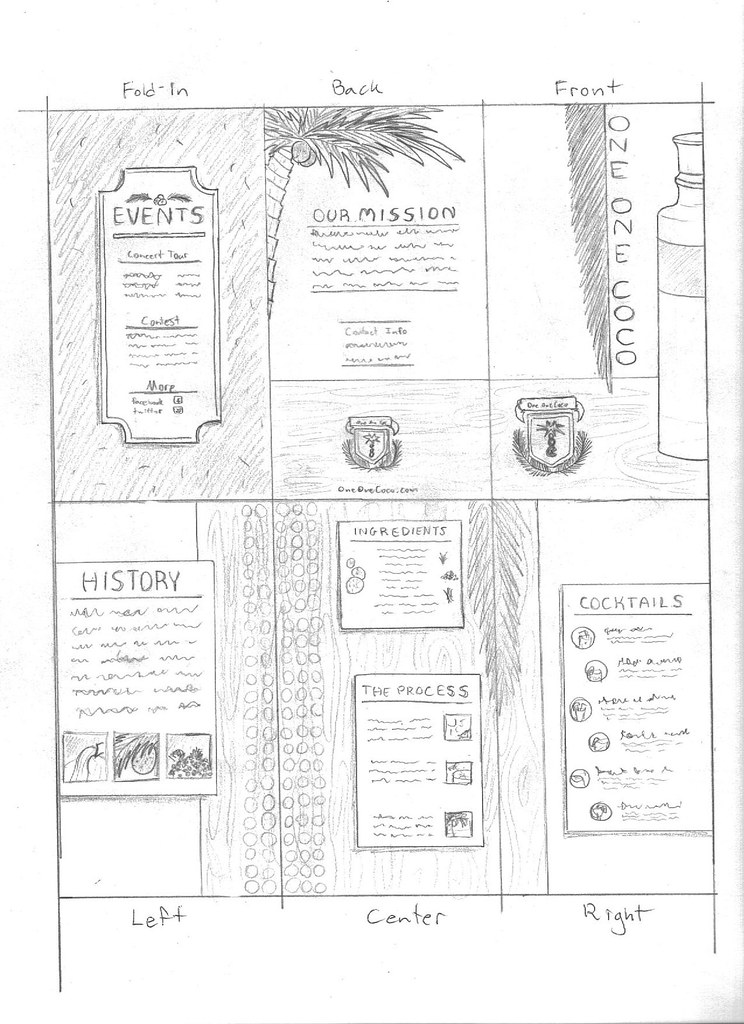 Fold-In
Back
Front
EVENTS
Concert Tour
Contest
More
facebook
twitter
OUR MISSION
Contact Info
OneOneCoco.com
ONE ONE COCO
One One Coco
HISTORY
INGREDIENTS
THE PROCESS
COCKTAILS
Left
Center
Right